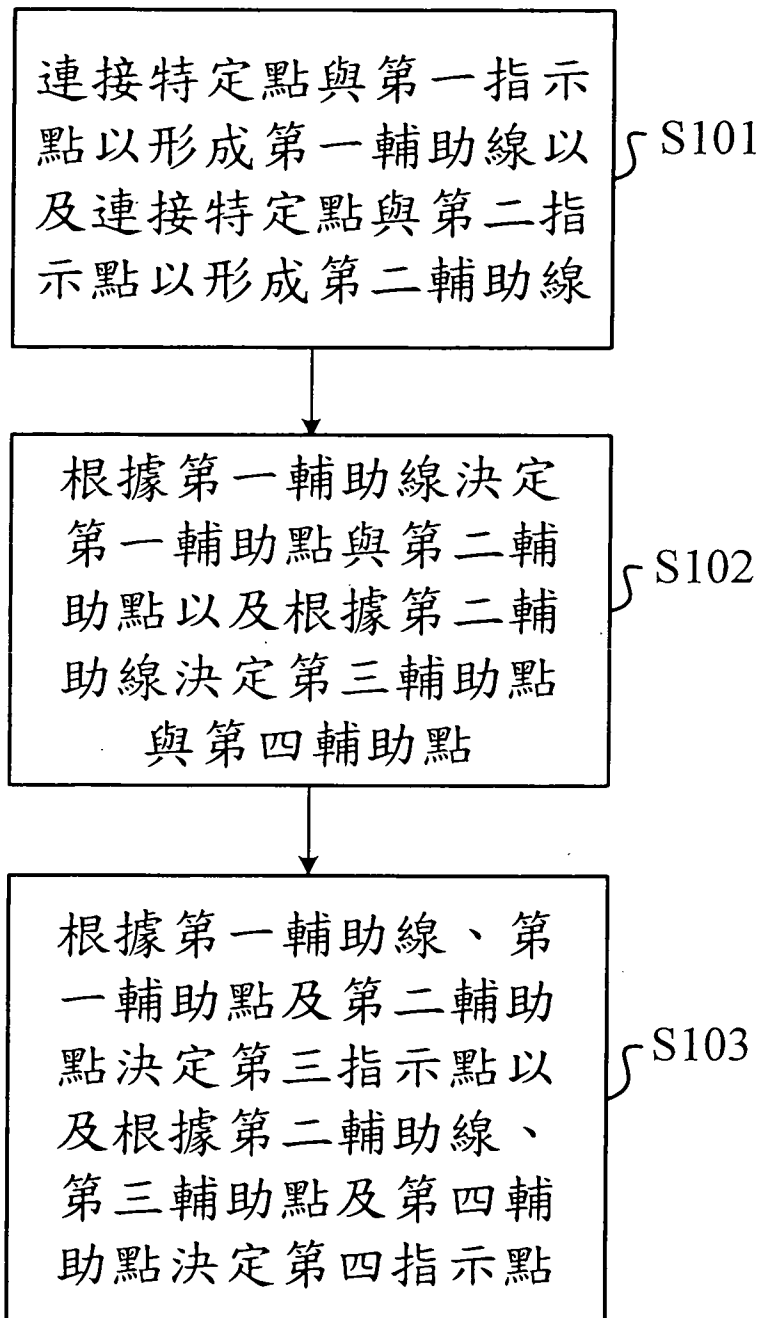 連接特定點與第一指示
點以形成第一輔助線以
及連接特定點與第二指
示點以形成第二輔助線
S101
根據第一輔助線決定
第一輔助點與第二輔
助點以及根據第二輔
助線決定第三輔助點
與第四輔助點
S102
根據第一輔助線、第
一輔助點及第二輔助
點決定第三指示點以
及根據第二輔助線、
第三輔助點及第四輔
助點決定第四指示點
S103